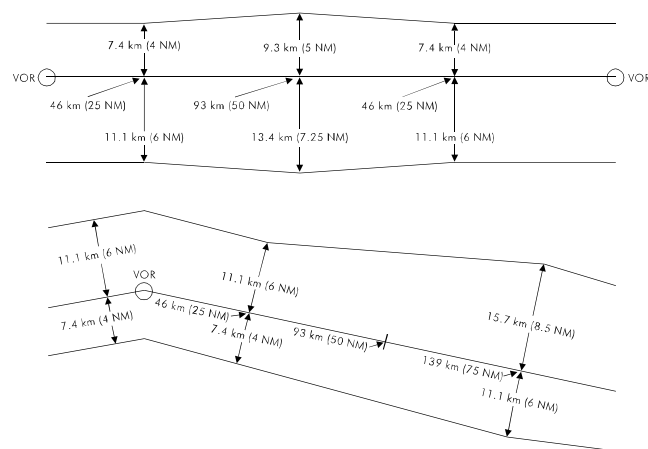 7.4 km (4 NM)
9.3 km (5 NM)
7.4 km (4 NM)
VOR
VOR
46 km (25 NM)
93 km (50 NM)
46 km (25 NM)
11.1 km (6 NM)
13.4 km (7.25 NM)
11.1 km (6 NM)
11.1 km (6 NM)
VOR
11.1 km (6 NM)
46 km (25 NM)
7.4 km (4 NM)
7.4 km (4 NM)
93 km (50 NM)
15.7 km (8.5 NM)
139 km (75 NM)
11.1 km (6 NM)